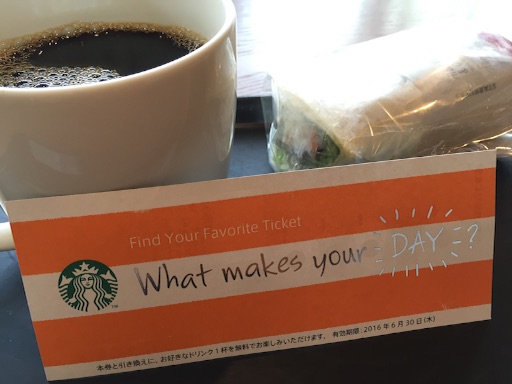 Find Your Favorite Ticket
What makes your DAY?
本券と引き換えに、お好きなドリンク1杯を無料でお楽しみいただけます。 有効期限:2016年6月30日(木)